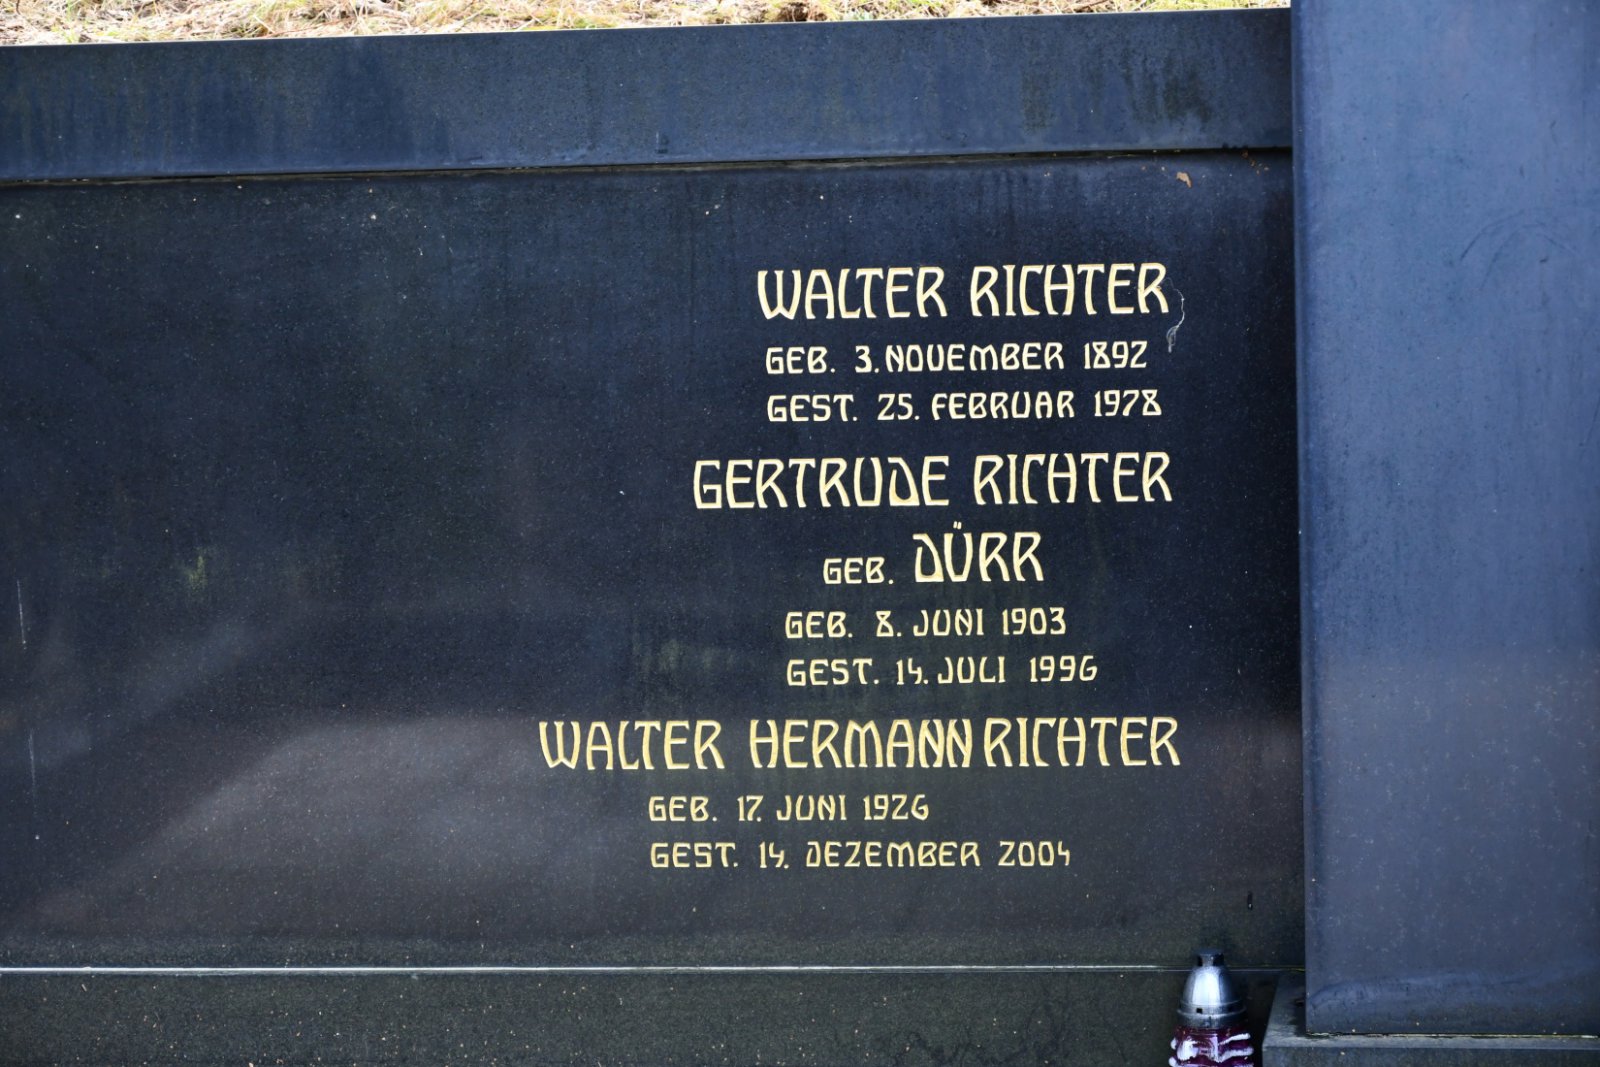 WALTER RICHTER
GEB. 3. NOVEMBER 1892
GEST. 25. FEBRUAR 1978
GERTRUDE RICHTER
GEB. DÜRR
GEB. 8. JUNI 1903
GEST. 14. JULI 1996
WALTER HERMANN RICHTER
GEB. 17. JUNI 1926
GEST. 14. DEZEMBER 2004